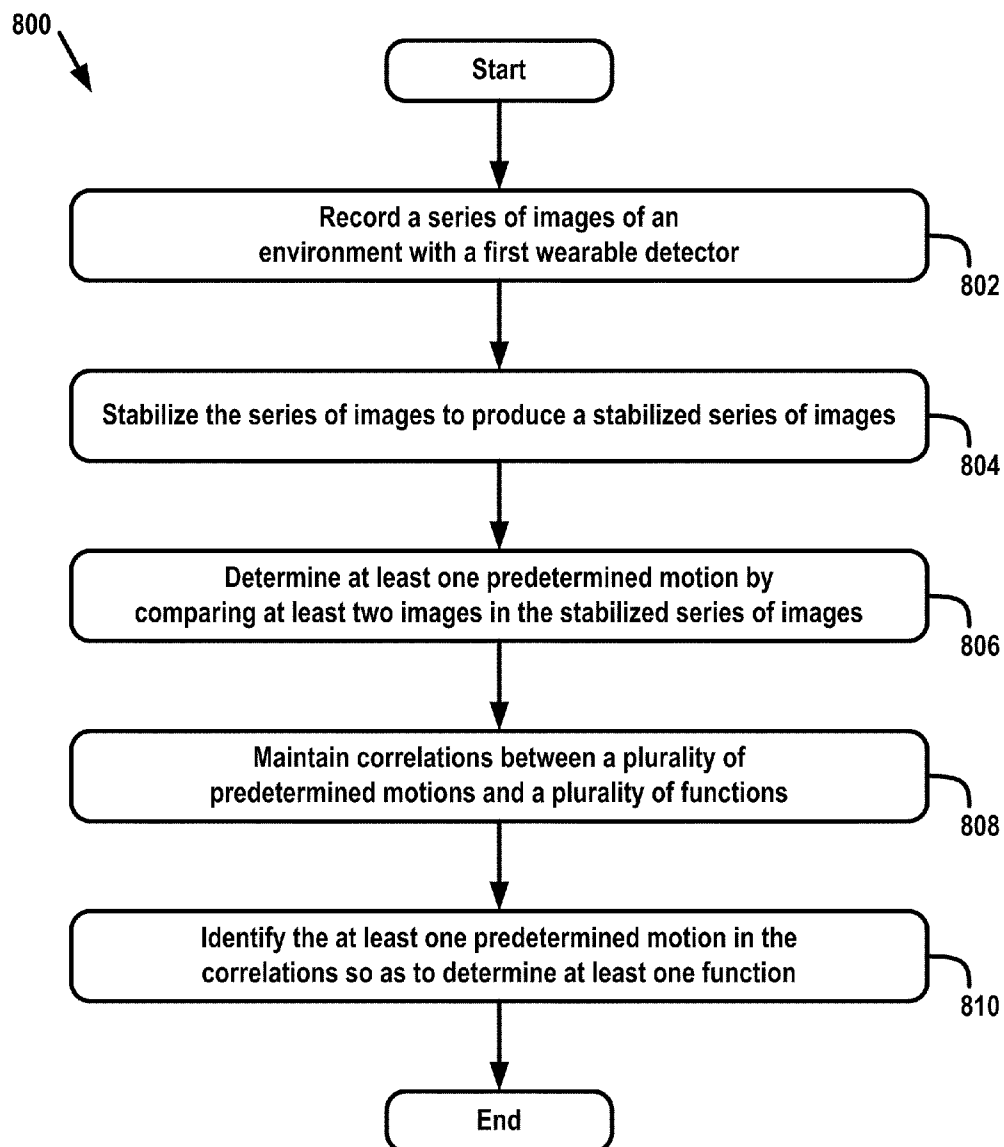 800
Start
Record a series of images of an
environment with a first wearable detector
802
Stabilize the series of images to produce a stabilized series of images
804
Determine at least one predetermined motion by
comparing at least two images in the stabilized series of images
806
Maintain correlations between a plurality of
predetermined motions and a plurality of functions
808
Identify the at least one predetermined motion in the
correlations so as to determine at least one function
810
End